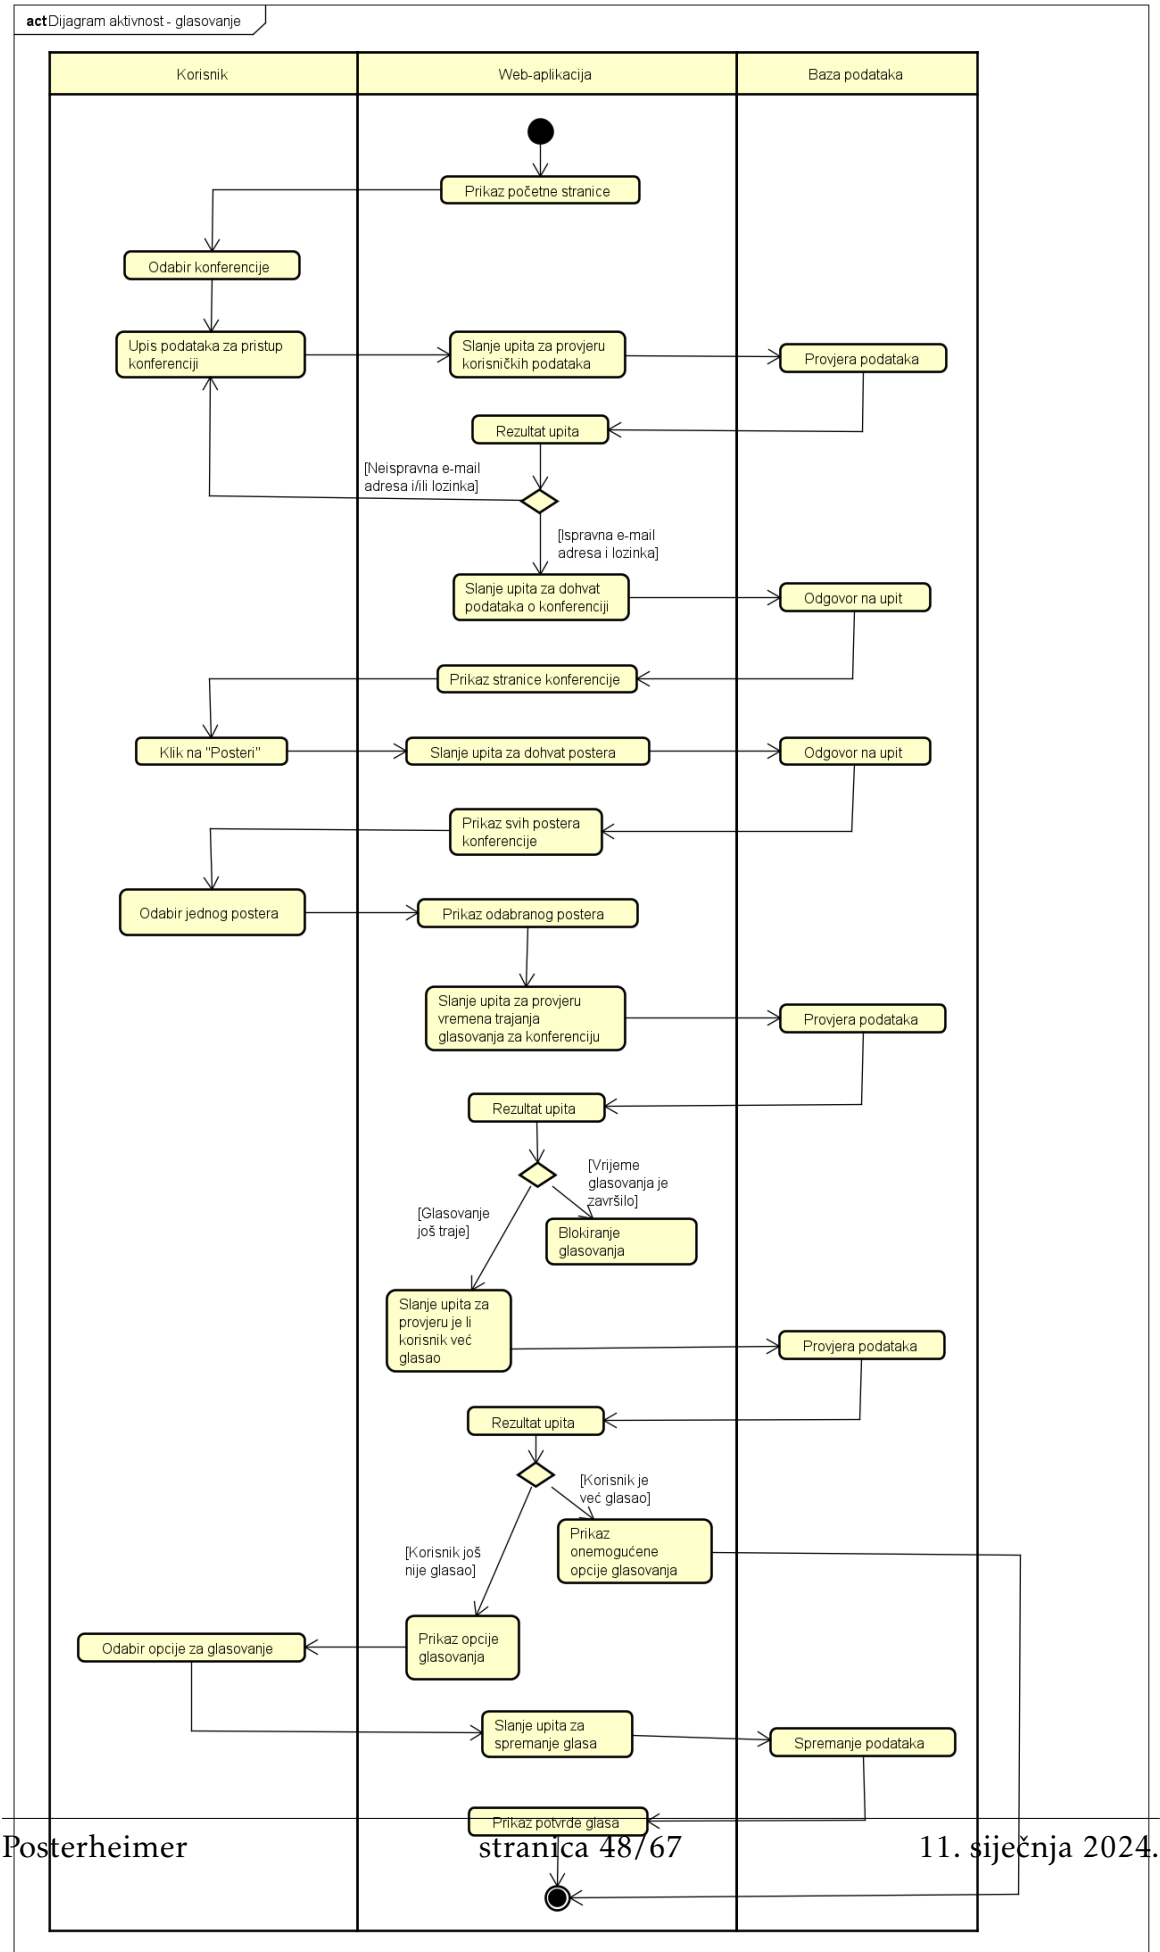 act Dijagram aktivnost - glasovanje
Korisnik
Web-aplikacija
Baza podataka
Prikaz početne stranice
Odabir konferencije
Upis podataka za pristup
konferenciji
Slanje upita za provjeru
korisničkih podataka
Provjera podataka
Rezultat upita
[Neispravna e-mail
adresa i/ili lozinka]
[Ispravna e-mail
adresa i lozinka]
Slanje upita za dohvat
podataka o konferenciji
Odgovor na upit
Prikaz stranice konferencije
Klik na "Posteri"
Slanje upita za dohvat postera
Odgovor na upit
Prikaz svih postera
konferencije
Odabir jednog postera
Prikaz odabranog postera
Slanje upita za provjeru
vremena trajanja
glasovanja za konferenciju
Provjera podataka
Rezultat upita
[Vrijeme
glasovanja je
završilo]
[Glasovanje
još traje]
Blokiranje
glasovanja
Slanje upita za
provjeru je li
korisnik već
glasao
Provjera podataka
Rezultat upita
[Korisnik je
već glasao]
Prikaz
onemogućene
opcije glasovanja
[Korisnik još
nije glasao]
Prikaz opcije
glasovanja
Odabir opcije za glasovanje
Slanje upita za
spremanje glasa
Spremanje podataka
Prikaz potvrde glasa
Posterheimer
stranica 48/67
11. siječnja 2024.